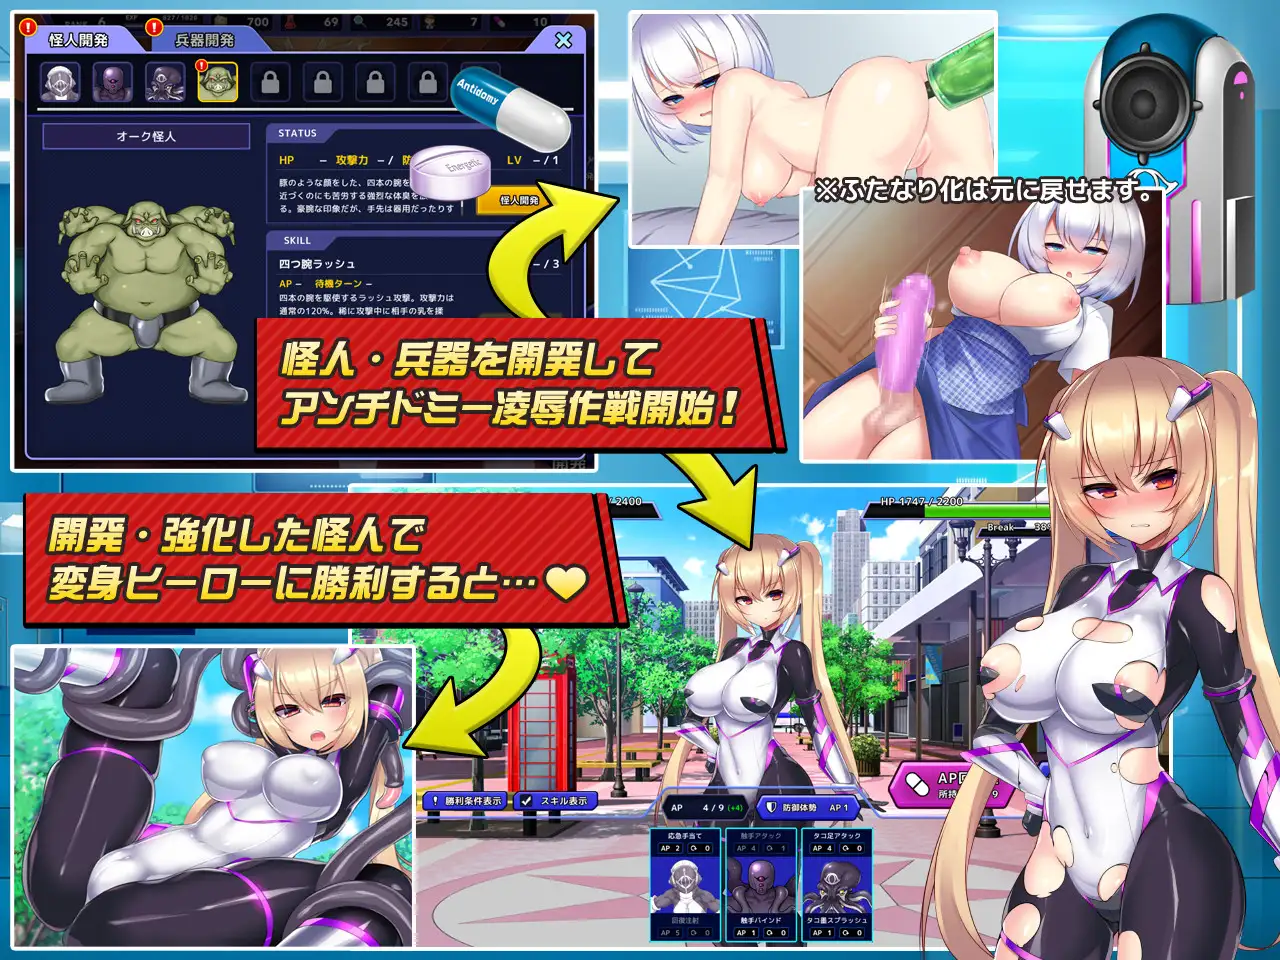 RANK 6
EXP 827/1026
700
69
245
7
10
怪人開発
兵器開発
Antidomy
オーク怪人
STATUS
HP － 攻撃力 －/ 防
LV －/1
Energetic
豚のような顔をした、四本の腕を
近づくのにも苦労する強烈な体臭を
る。豪腕な印象だが、手先は器用だったりす
怪人開発
SKILL
四つ腕ラッシュ
－/3
AP － 待機ターン －
四本の腕を駆使するラッシュ攻撃。攻撃力は
通常の120%。稀に攻撃中に相手の乳を揉
※ふたなり化は元に戻せます。
怪人・兵器を開発して
アンチドミー凌辱作戦開始！
開発・強化した怪人で
変身ヒーローに勝利すると…
/ 2400
HP 1747 / 2200
Break 38
勝利条件表示
スキル表示
AP 4/9 (+4)
防御体勢 AP 1
AP
所持
9
応急手当て
AP 2 0
回復注射
AP 5 0
触手アタック
AP 4 1
触手バインド
AP 1 0
タコ足アタック
AP 4 0
タコ墨スプラッシュ
AP 1 0